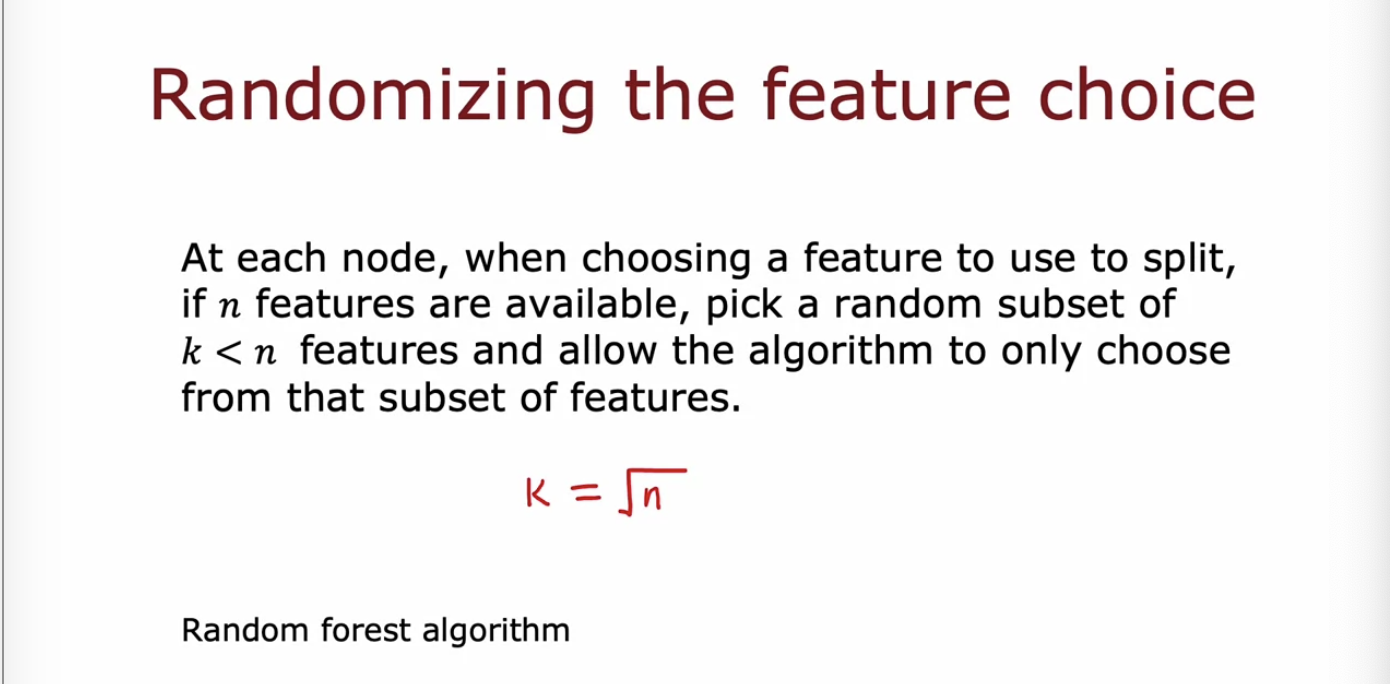 Randomizing the feature choice
At each node, when choosing a feature to use to split,
if n features are available, pick a random subset of
k < n features and allow the algorithm to only choose
from that subset of features.
K = √n
Random forest algorithm